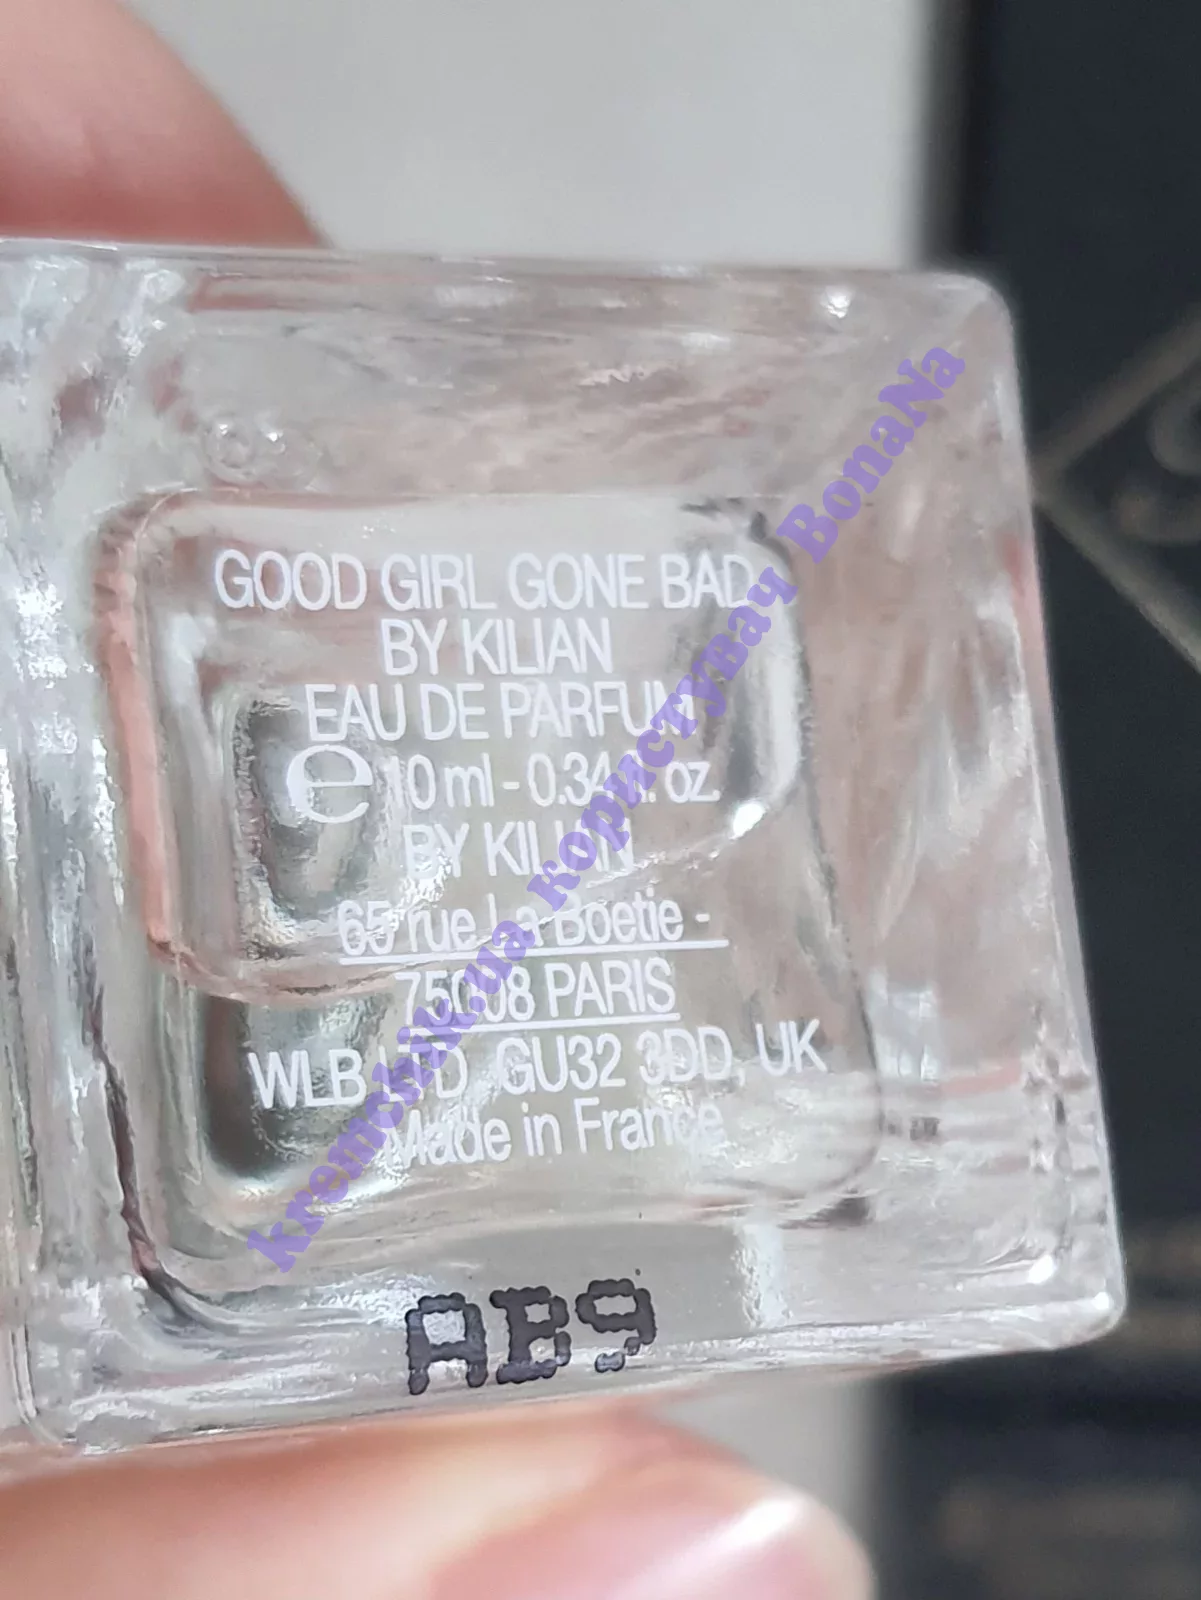 GOOD GIRL GONE BAD
BY KILIAN
EAU DE PARFUM
e 10 ml - 0.34 fl. oz.
BY KILIAN
65 rue La Boetie -
75008 PARIS
WLB LTD, GU32 3DD, UK
Made in France
AB9
kremchik.ua користувач BonaNa